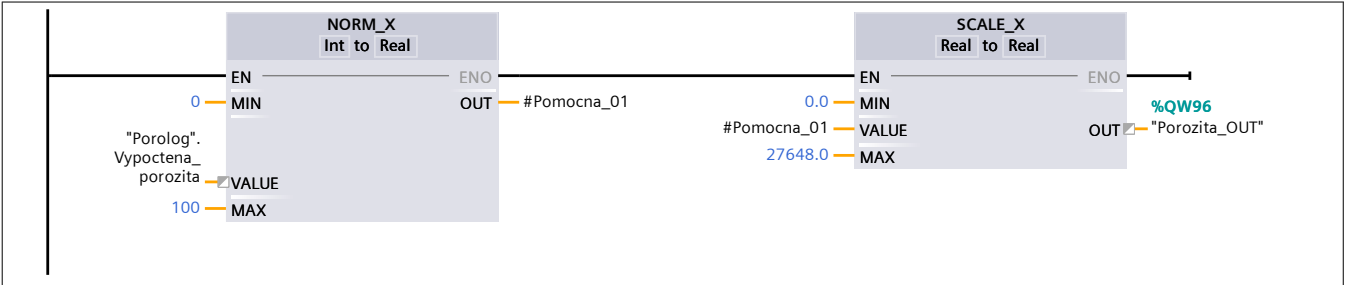 NORM_X
Int to Real
EN
ENO
0
MIN
OUT
#Pomocna_01
"Porolog".
Vypoctena_
porozita
VALUE
100
MAX
SCALE_X
Real to Real
EN
ENO
0.0
MIN
#Pomocna_01
VALUE
27648.0
MAX
OUT
%QW96
"Porozita_OUT"